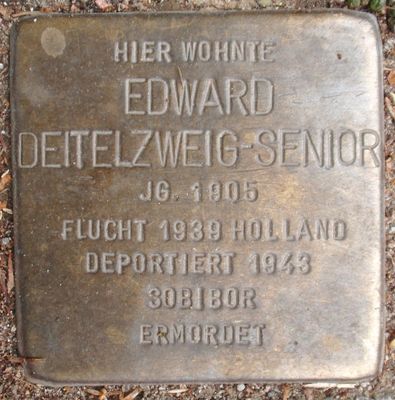 HIER WOHNTE
EDWARD
DEITELZWEIG-SENIOR
JG. 1905
FLUCHT 1939 HOLLAND
DEPORTIERT 1943
SOBIBOR
ERMORDET